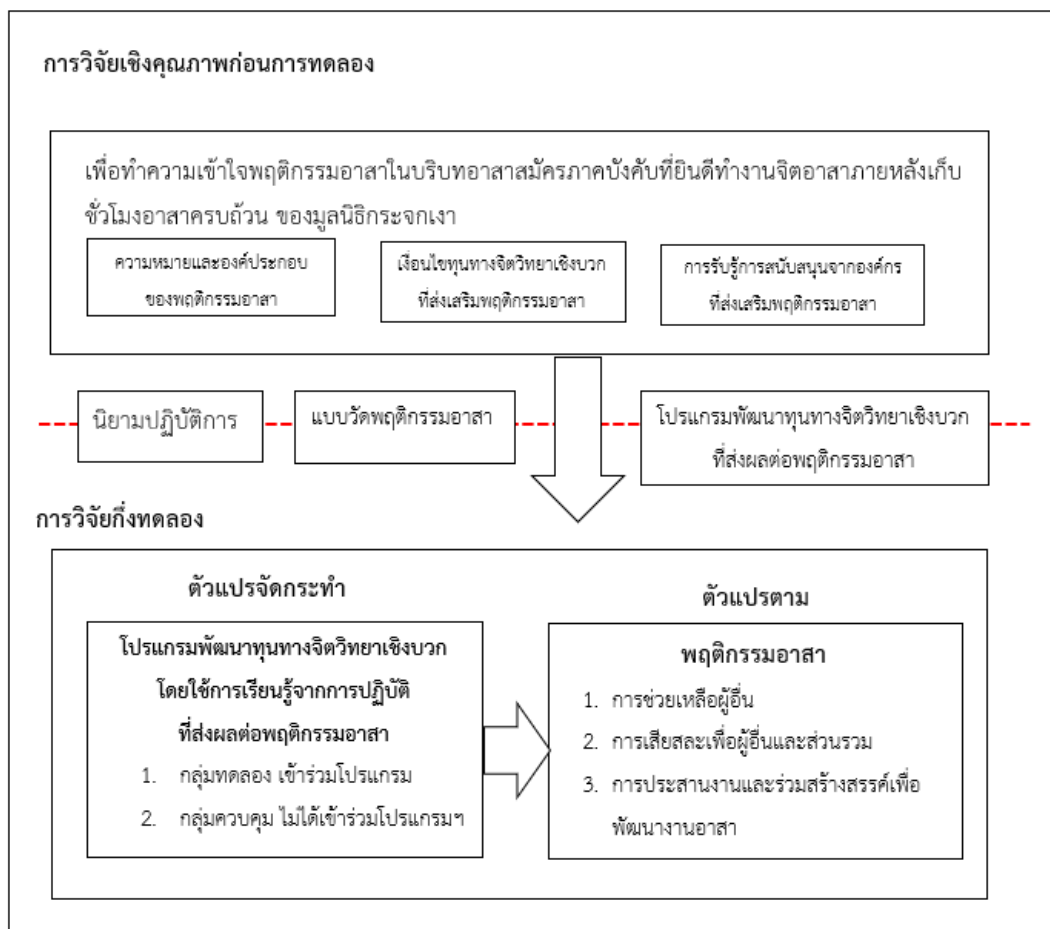 การวิจัยเชิงคุณภาพก่อนการทดลอง
เพื่อทำความเข้าใจพฤติกรรมอาสาในบริบทอาสาสมัครภาคบังคับที่ยินดีทำงานจิตอาสาภายหลังเก็บ
ชั่วโมงอาสาครบถ้วน ของมูลนิธิกระจกเงา
ความหมายและองค์ประกอบ
ของพฤติกรรมอาสา
เงื่อนไขทุนทางจิตวิทยาเชิงบวก
ที่ส่งเสริมพฤติกรรมอาสา
การรับรู้การสนับสนุนจากองค์กร
ที่ส่งเสริมพฤติกรรมอาสา
นิยามปฏิบัติการ
แบบวัดพฤติกรรมอาสา
โปรแกรมพัฒนาทุนทางจิตวิทยาเชิงบวก
ที่ส่งผลต่อพฤติกรรมอาสา
การวิจัยกึ่งทดลอง
ตัวแปรจัดกระทำ
โปรแกรมพัฒนาทุนทางจิตวิทยาเชิงบวก
โดยใช้การเรียนรู้จากการปฏิบัติ
ที่ส่งผลต่อพฤติกรรมอาสา
1. กลุ่มทดลอง เข้าร่วมโปรแกรม
2. กลุ่มควบคุม ไม่ได้เข้าร่วมโปรแกรมฯ
ตัวแปรตาม
พฤติกรรมอาสา
1. การช่วยเหลือผู้อื่น
2. การเสียสละเพื่อผู้อื่นและส่วนรวม
3. การประสานงานและร่วมสร้างสรรค์เพื่อ
พัฒนางานอาสา